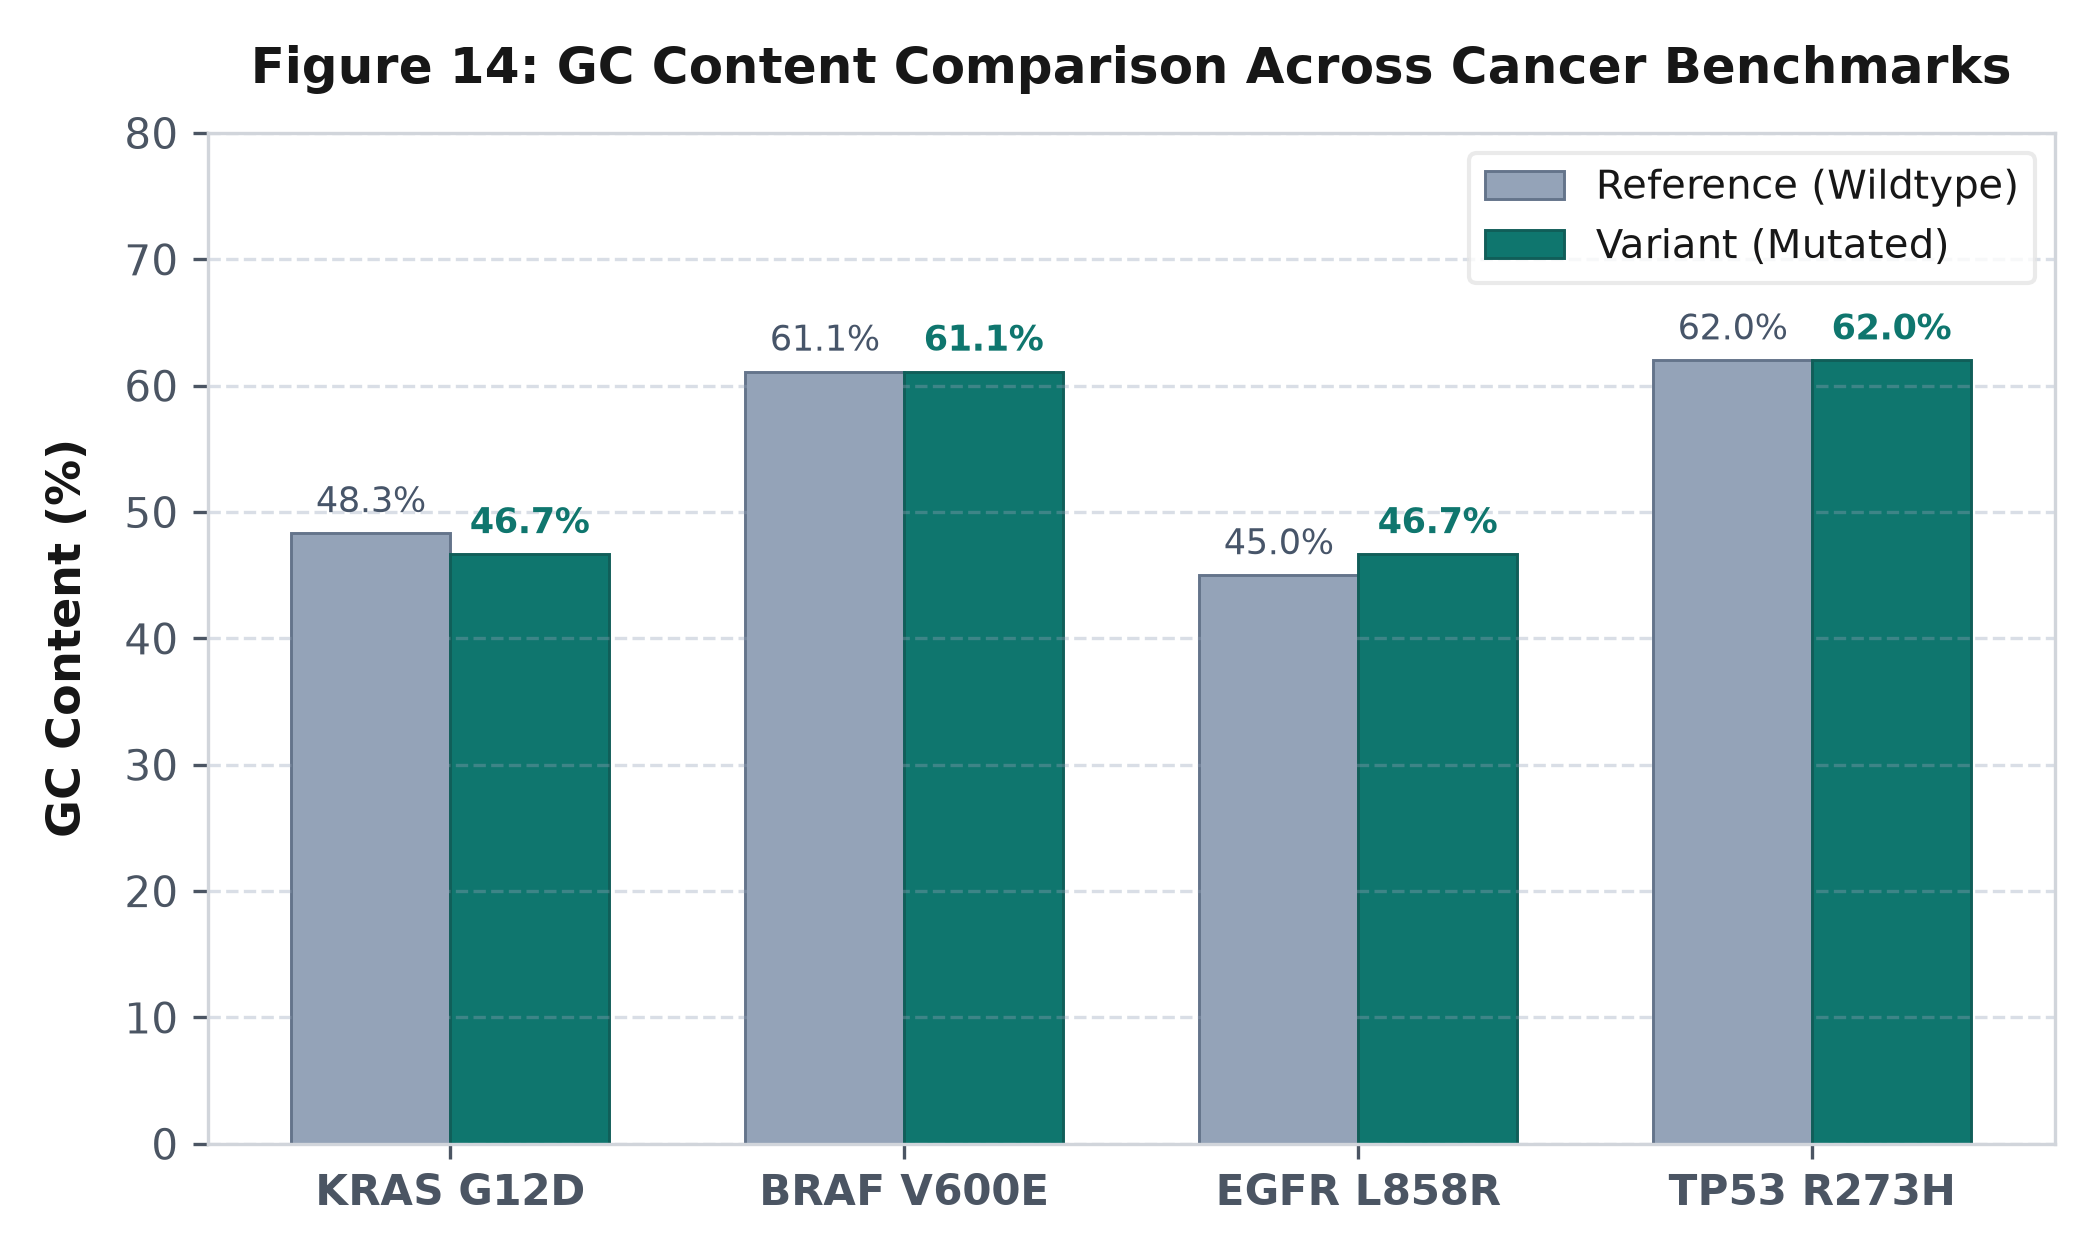 Figure 14: GC Content Comparison Across Cancer Benchmarks
GC Content (%)
80
70
60
50
40
30
20
10
0
Reference (Wildtype)
Variant (Mutated)
48.3%
46.7%
61.1%
61.1%
45.0%
46.7%
62.0%
62.0%
KRAS G12D
BRAF V600E
EGFR L858R
TP53 R273H